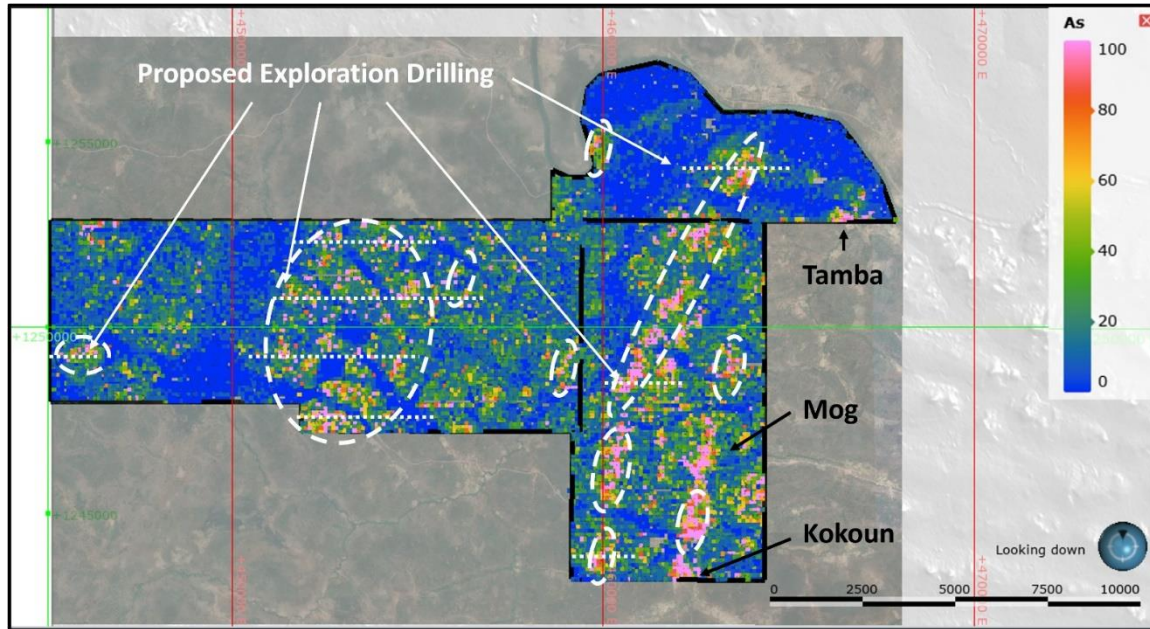 As
100
80
60
40
20
0
Proposed Exploration Drilling
+470000 E
+1255000
Tamba
+1250000
Mog
+1245000
Kokoun
Looking down
0 2500 5000 7500 10000